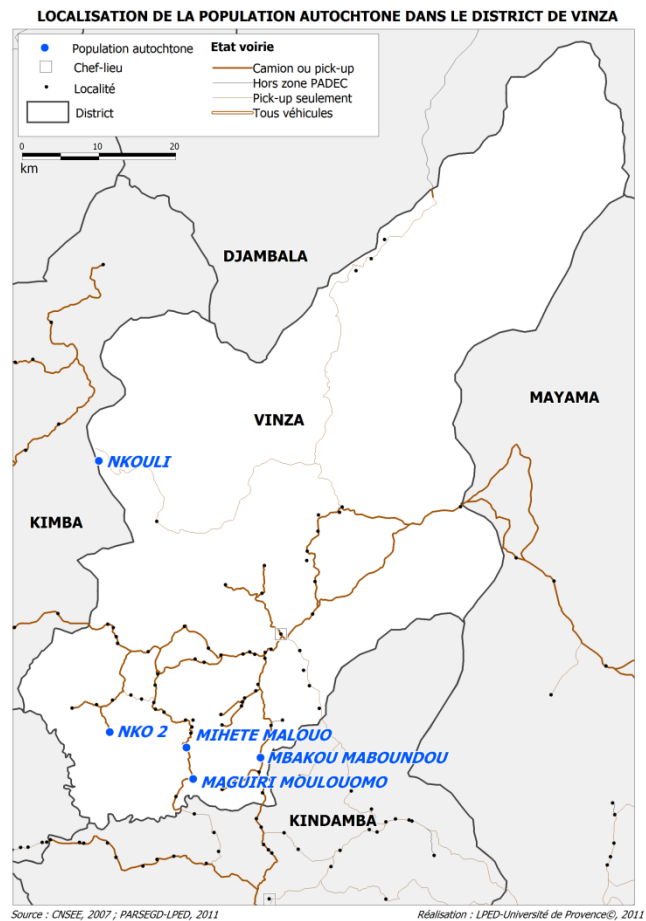 LOCALISATION DE LA POPULATION AUTOCHTONE DANS LE DISTRICT DE VINZA
Population autochtone
Chef-lieu
Localité
District
Etat voirie
Camion ou pick-up
Hors zone PADEC
Pick-up seulement
Tous véhicules
0 10 20
km
DJAMBALA
MAYAMA
VINZA
NKOULI
KIMBA
NKO 2
MIHETE MALOUO
MBAKOU MABOUNDOU
MAGUIRI MOULOUOMO
KINDAMBA
Source : CNSEE, 2007 ; PARSEGD-LPED, 2011
Réalisation : LPED-Université de Provence©, 2011